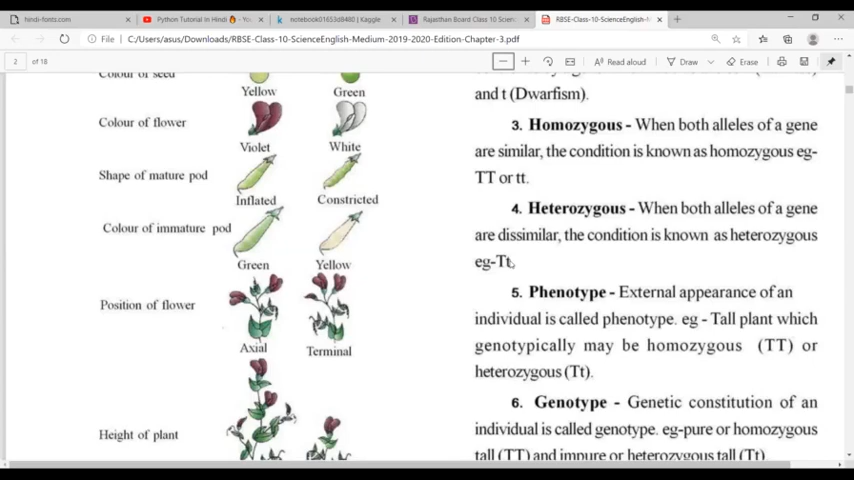 hindi-fonts.com
Python Tutorial In Hindi
notebook01653d8480 | Kaggle
Rajasthan Board Class 10 Scien
RBSE-Class-10-ScienceEnglish-M
File
C:/Users/asus/Downloads/RBSE-Class-10-ScienceEnglish-Medium-2019-2020-Edition-Chapter-3.pdf
2 of 18
Read aloud
Draw
Erase
Colour of seed
Yellow Green
Colour of flower
Violet White
Shape of mature pod
Inflated Constricted
Colour of immature pod
Green Yellow
Position of flower
Axial Terminal
Height of plant
and t (Dwarfism).
3. Homozygous - When both alleles of a gene
are similar, the condition is known as homozygous eg-
TT or tt.
4. Heterozygous - When both alleles of a gene
are dissimilar, the condition is known as heterozygous
eg-Tt.
5. Phenotype - External appearance of an
individual is called phenotype. eg - Tall plant which
genotypically may be homozygous (TT) or
heterozygous (Tt).
6. Genotype - Genetic constitution of an
individual is called genotype. eg-pure or homozygous
tall (TT) and impure or heterozygous tall (Tt).